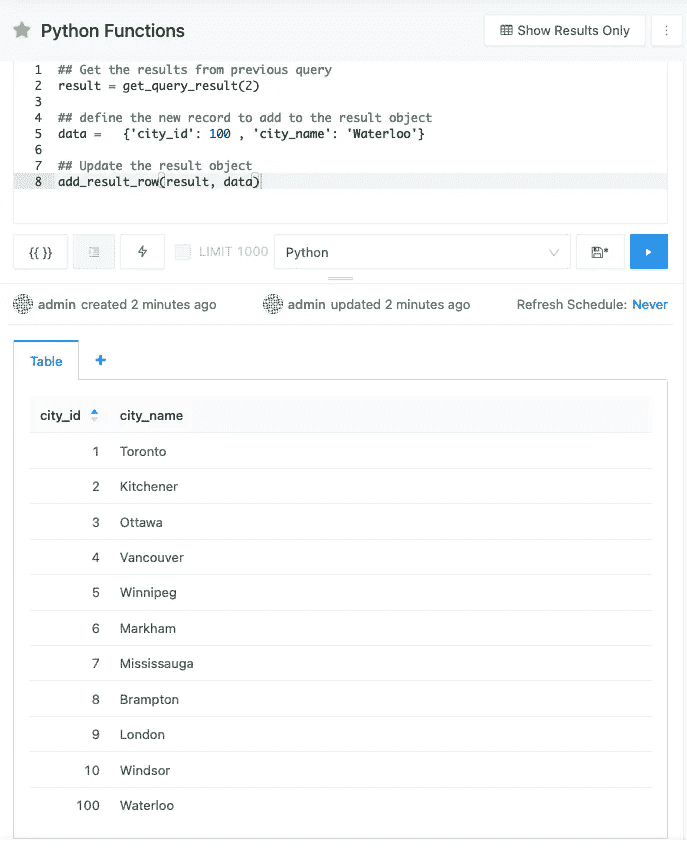 Python Functions
Show Results Only
1 ## Get the results from previous query
2 result = get_query_result(2)
3
4 ## define the new record to add to the result object
5 data =   {'city_id': 100 , 'city_name': 'Waterloo'}
6
7 ## Update the result object
8 add_result_row(result, data)
{{ }} LIMIT 1000 Python
admin created 2 minutes ago admin updated 2 minutes ago Refresh Schedule: Never
Table +
city_id city_name
1 Toronto
2 Kitchener
3 Ottawa
4 Vancouver
5 Winnipeg
6 Markham
7 Mississauga
8 Brampton
9 London
10 Windsor
100 Waterloo